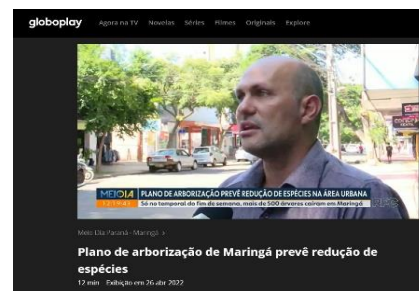 globoplay
Agora na TV Novelas Séries Filmes Originals Explore
MEIODIA PLANO DE ARBORIZAÇÃO PREVÊ REDUÇÃO DE ESPÉCIES NA ÁREA URBANA
Só no temporal do fim de semana, mais de 500 árvores caíram em Maringá
Meio Dia Paraná - Maringá >
Plano de arborização de Maringá prevê redução de
espécies
12 min Exibição em 26 abr 2022